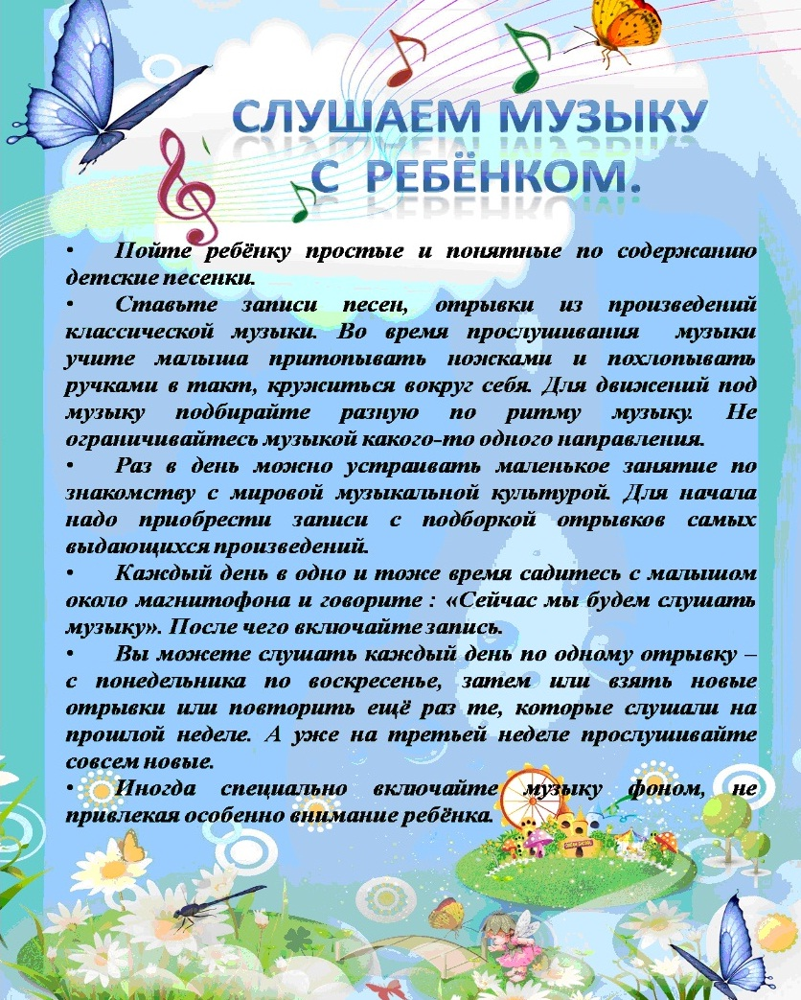 СЛУШАЕМ МУЗЫКУ
С РЕБЁНКОМ.
• Пойте ребёнку простые и понятные по содержанию
детские песенки.
• Ставьте записи песен, отрывки из произведений
классической музыки. Во время прослушивания музыки
учите малыша притопывать ножками и похлопывать
ручками в такт, кружиться вокруг себя. Для движений под
музыку подбирайте разную по ритму музыку. Не
ограничивайтесь музыкой какого-то одного направления.
• Раз в день можно устраивать маленькое занятие по
знакомству с мировой музыкальной культурой. Для начала
надо приобрести записи с подборкой отрывков самых
выдающихся произведений.
• Каждый день в одно и тоже время садитесь с малышом
около магнитофона и говорите : «Сейчас мы будем слушать
музыку». После чего включайте запись.
• Вы можете слушать каждый день по одному отрывку –
с понедельника по воскресенье, затем или взять новые
отрывки или повторить ещё раз те, которые слушали на
прошлой неделе. А уже на третьей неделе прослушивайте
совсем новые.
• Иногда специально включайте музыку фоном, не
привлекая особенно внимание ребёнка.